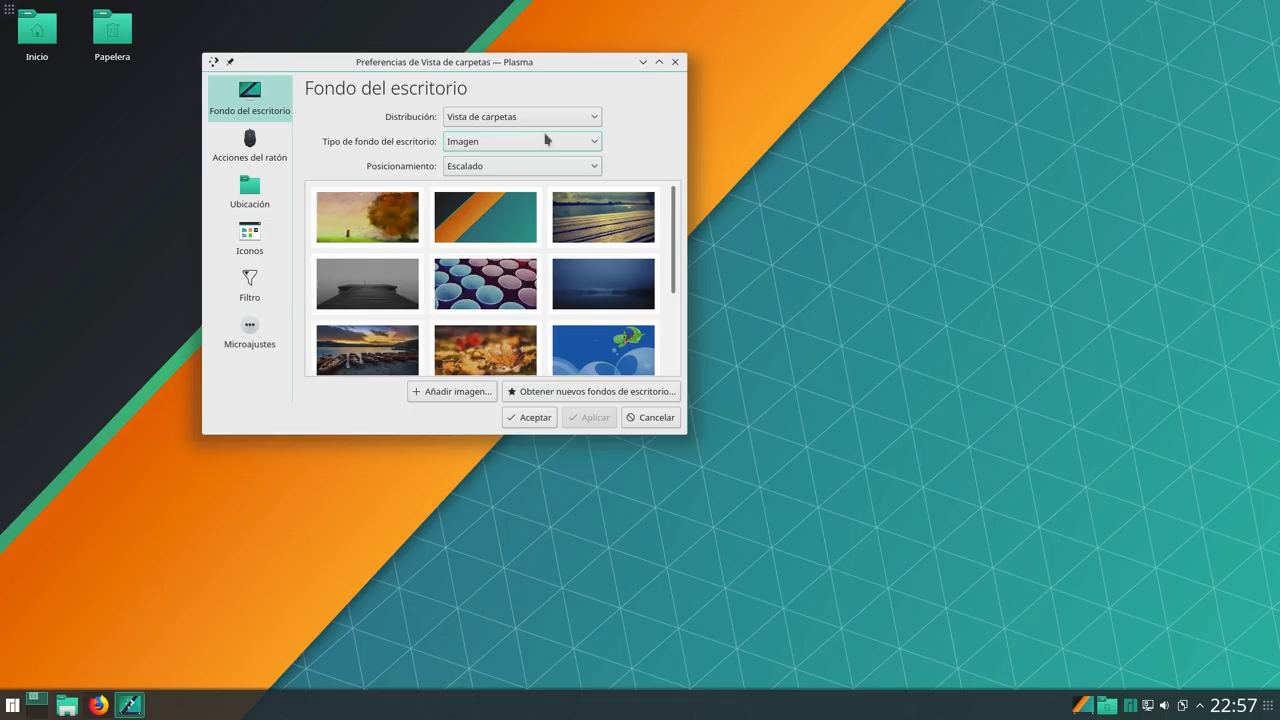 Inicio
Papelera
Preferencias de Vista de carpetas — Plasma
Fondo del escritorio
Acciones del ratón
Ubicación
Iconos
Filtro
Microajustes
Fondo del escritorio
Distribución: Vista de carpetas
Tipo de fondo del escritorio: Imagen
Posicionamiento: Escalado
Añadir imagen...
Obtener nuevos fondos de escritorio...
Aceptar
Aplicar
Cancelar
22:57